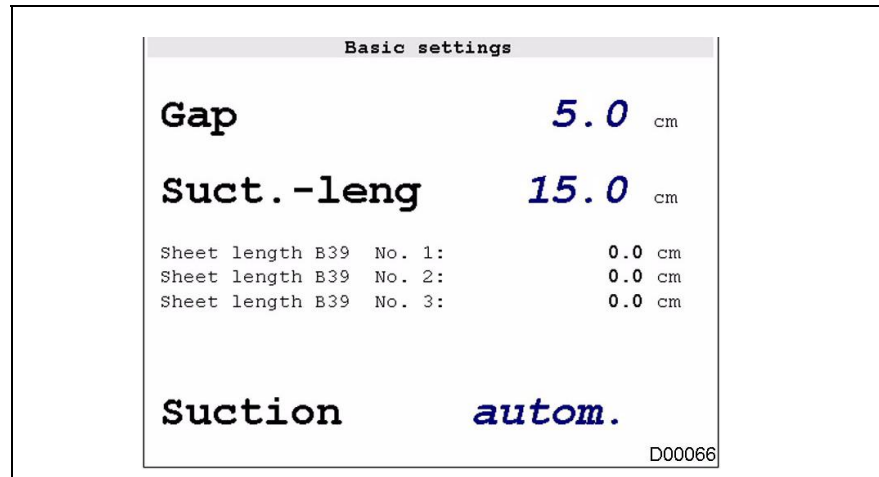 Basic settings
Gap 5.0 cm
Suct.-leng 15.0 cm
Sheet length B39 No. 1: 0.0 cm
Sheet length B39 No. 2: 0.0 cm
Sheet length B39 No. 3: 0.0 cm
Suction autom.
D00066